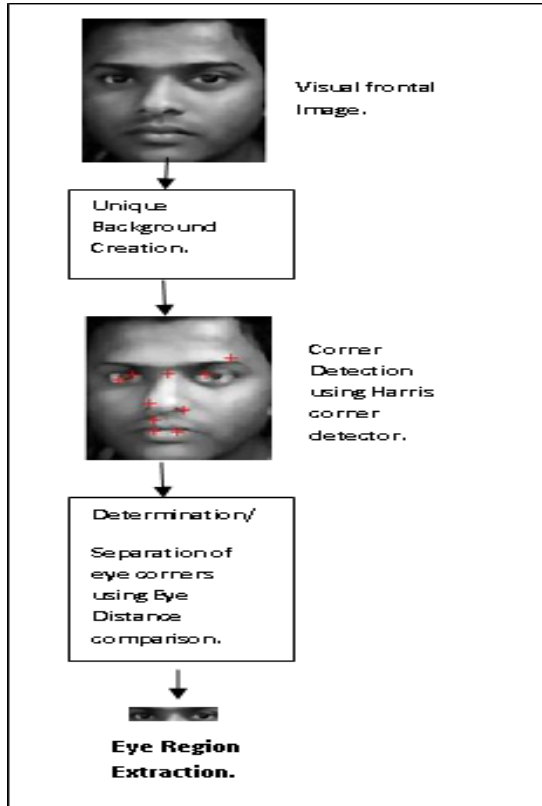 Visual frontal
Image.
Unique
Background
Creation.
Corner
Detection
using Harris
corner
detector.
Determination/
Separation of
eye corners
using Eye
Distance
comparison.
Eye Region
Extraction.